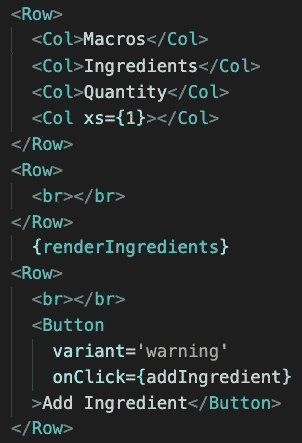 <Row>
  <Col>Macros</Col>
  <Col>Ingredients</Col>
  <Col>Quantity</Col>
  <Col xs={1}></Col>
</Row>
<Row>
  <br></br>
</Row>
  {renderIngredients}
<Row>
  <br></br>
  <Button
    variant='warning'
    onClick={addIngredient}
  >Add Ingredient</Button>
</Row>